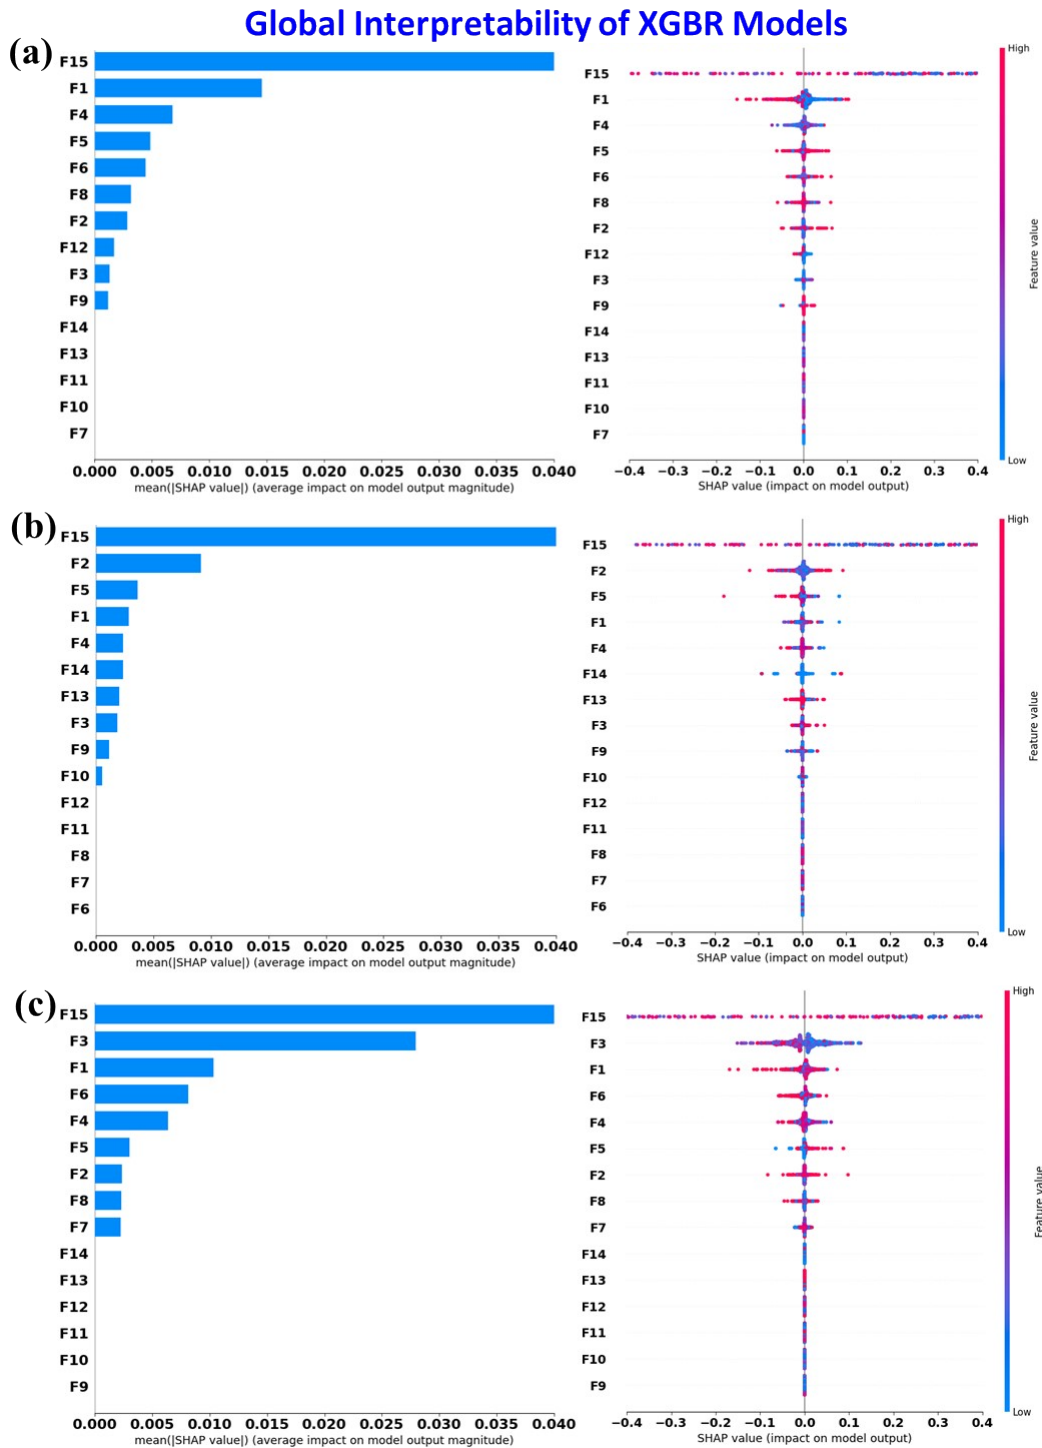 Global Interpretability of XGBR Models
(a)
F15
F1
F4
F5
F6
F8
F2
F12
F3
F9
F14
F13
F11
F10
F7
0.000 0.005 0.010 0.015 0.020 0.025 0.030 0.035 0.040
mean(|SHAP value|) (average impact on model output magnitude)
F15
F1
F4
F5
F6
F8
F2
F12
F3
F9
F14
F13
F11
F10
F7
−0.4 −0.3 −0.2 −0.1 0.0 0.1 0.2 0.3 0.4
SHAP value (impact on model output)
High
Feature value
Low
(b)
F15
F2
F5
F1
F4
F14
F13
F3
F9
F10
F12
F11
F8
F7
F6
0.000 0.005 0.010 0.015 0.020 0.025 0.030 0.035 0.040
mean(|SHAP value|) (average impact on model output magnitude)
F15
F2
F5
F1
F4
F14
F13
F3
F9
F10
F12
F11
F8
F7
F6
−0.4 −0.3 −0.2 −0.1 0.0 0.1 0.2 0.3 0.4
SHAP value (impact on model output)
High
Feature value
Low
(c)
F15
F3
F1
F6
F4
F5
F2
F8
F7
F14
F13
F12
F11
F10
F9
0.000 0.005 0.010 0.015 0.020 0.025 0.030 0.035 0.040
mean(|SHAP value|) (average impact on model output magnitude)
F15
F3
F1
F6
F4
F5
F2
F8
F7
F14
F13
F12
F11
F10
F9
−0.4 −0.3 −0.2 −0.1 0.0 0.1 0.2 0.3 0.4
SHAP value (impact on model output)
High
Feature value
Low